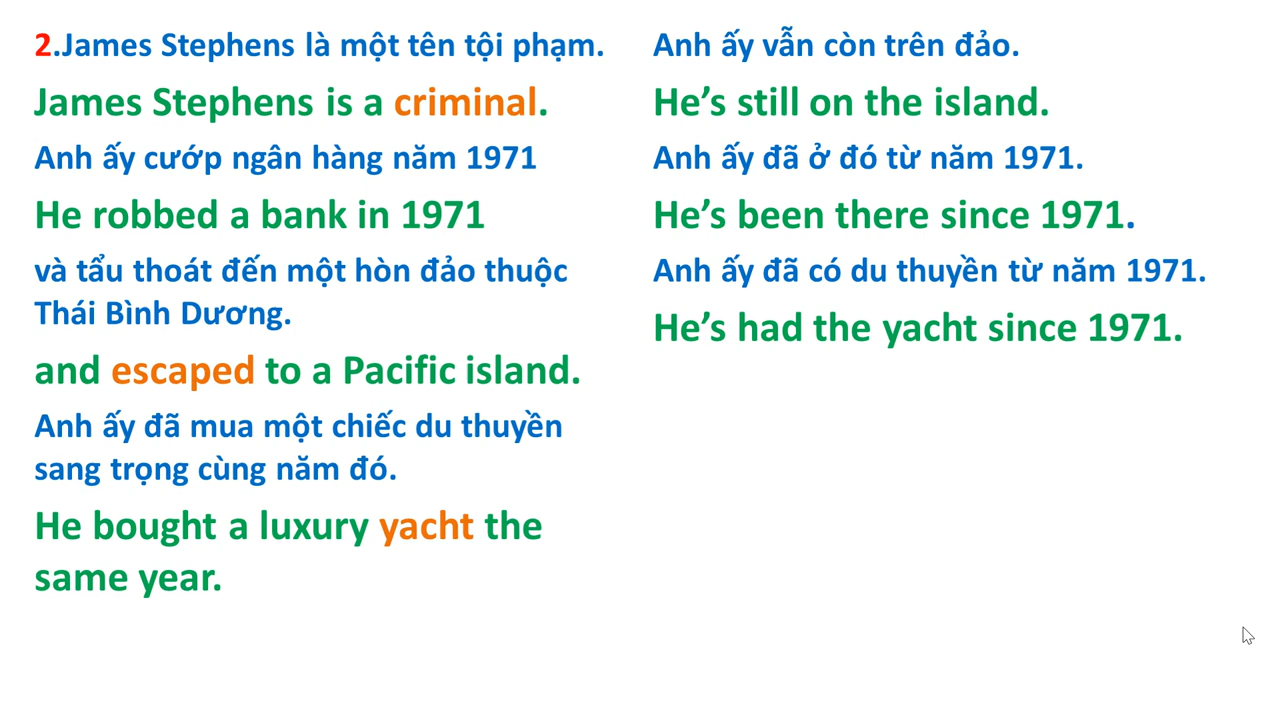 2.James Stephens là một tên tội phạm.
James Stephens is a criminal.
Anh ấy cướp ngân hàng năm 1971
He robbed a bank in 1971
và tẩu thoát đến một hòn đảo thuộc
Thái Bình Dương.
and escaped to a Pacific island.
Anh ấy đã mua một chiếc du thuyền
sang trọng cùng năm đó.
He bought a luxury yacht the
same year.
Anh ấy vẫn còn trên đảo.
He’s still on the island.
Anh ấy đã ở đó từ năm 1971.
He’s been there since 1971.
Anh ấy đã có du thuyền từ năm 1971.
He’s had the yacht since 1971.